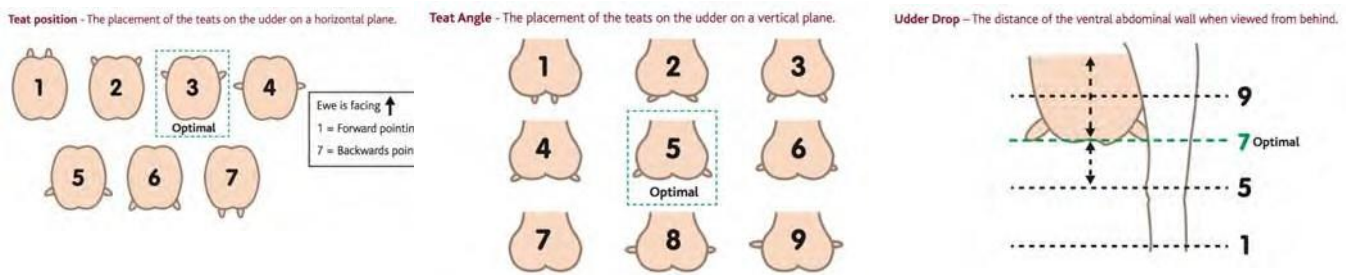 Teat position - The placement of the teats on the udder on a horizontal plane.
1
2
3
4
Optimal
Ewe is facing
1 = Forward pointin
7 = Backwards poin
5
6
7
Teat Angle - The placement of the teats on the udder on a vertical plane.
1
2
3
4
5
6
Optimal
7
8
9
Udder Drop – The distance of the ventral abdominal wall when viewed from behind.
9
7 Optimal
5
1